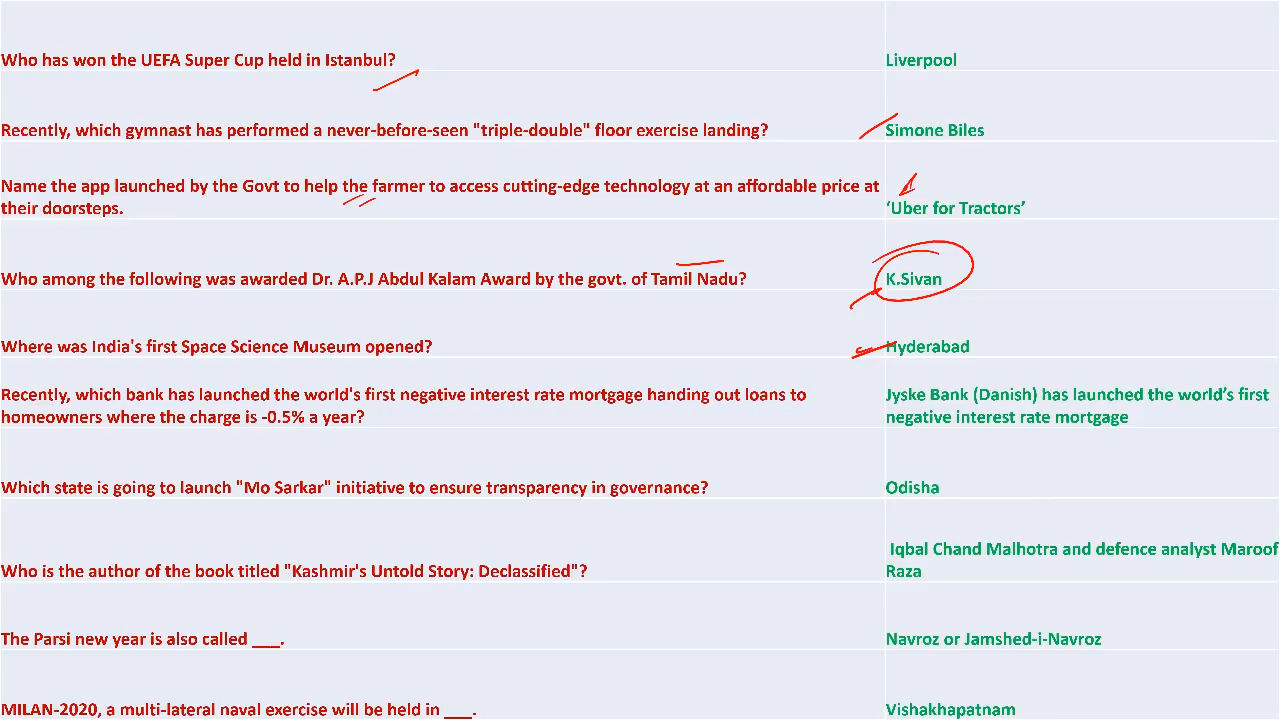 Who has won the UEFA Super Cup held in Istanbul?
Liverpool
Recently, which gymnast has performed a never-before-seen "triple-double" floor exercise landing?
Simone Biles
Name the app launched by the Govt to help the farmer to access cutting-edge technology at an affordable price at
their doorsteps.
‘Uber for Tractors’
Who among the following was awarded Dr. A.P.J Abdul Kalam Award by the govt. of Tamil Nadu?
K.Sivan
Where was India's first Space Science Museum opened?
Hyderabad
Recently, which bank has launched the world's first negative interest rate mortgage handing out loans to
homeowners where the charge is -0.5% a year?
Jyske Bank (Danish) has launched the world’s first
negative interest rate mortgage
Which state is going to launch "Mo Sarkar" initiative to ensure transparency in governance?
Odisha
Who is the author of the book titled "Kashmir's Untold Story: Declassified"?
Iqbal Chand Malhotra and defence analyst Maroof
Raza
The Parsi new year is also called ___.
Navroz or Jamshed-i-Navroz
MILAN-2020, a multi-lateral naval exercise will be held in ___.
Vishakhapatnam